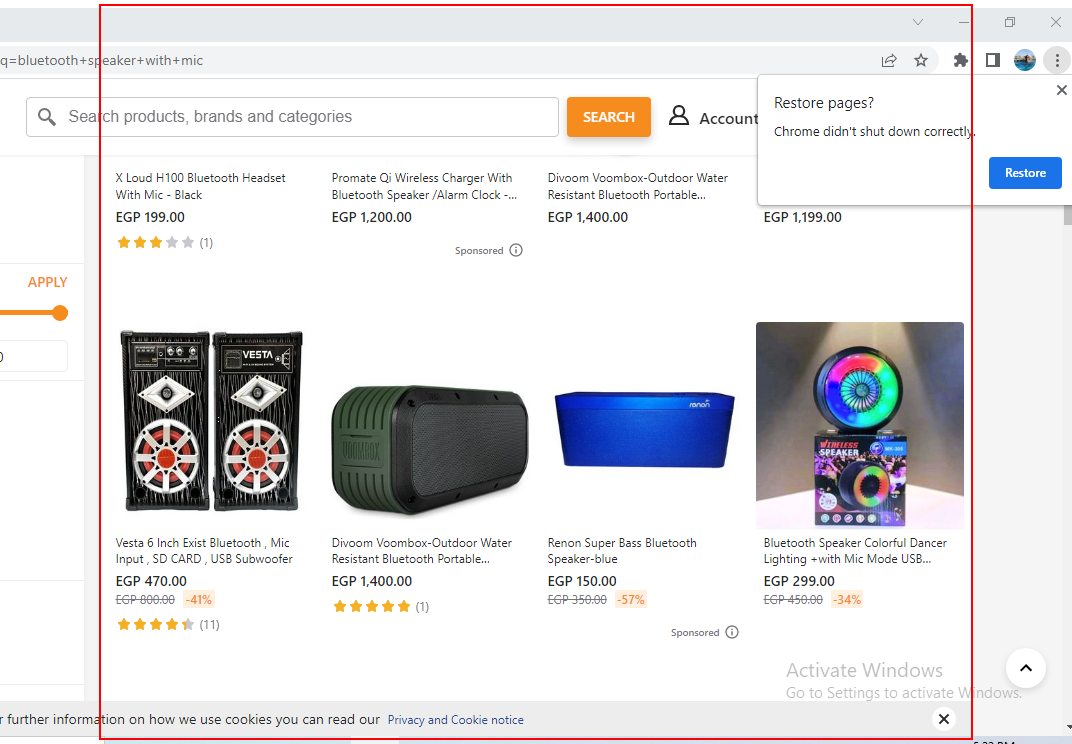 q=bluetooth+speaker+with+mic
Restore pages?
Chrome didn't shut down correctly.
Restore
Search products, brands and categories
SEARCH
Account
X Loud H100 Bluetooth Headset
With Mic - Black
EGP 199.00
(1)
Promate Qi Wireless Charger With
Bluetooth Speaker /Alarm Clock -...
EGP 1,200.00
Sponsored
Divoom Voombox-Outdoor Water
Resistant Bluetooth Portable...
EGP 1,400.00
EGP 1,199.00
APPLY
0
VESTA
VOOMBOX
renon
WIRELESS
SPEAKER
Vesta 6 Inch Exist Bluetooth , Mic
Input , SD CARD , USB Subwoofer
EGP 470.00
EGP 800.00 -41%
(11)
Divoom Voombox-Outdoor Water
Resistant Bluetooth Portable...
EGP 1,400.00
(1)
Renon Super Bass Bluetooth
Speaker-blue
EGP 150.00
EGP 350.00 -57%
Sponsored
Bluetooth Speaker Colorful Dancer
Lighting +with Mic Mode USB...
EGP 299.00
EGP 450.00 -34%
Activate Windows
Go to Settings to activate Windows.
r further information on how we use cookies you can read our Privacy and Cookie notice